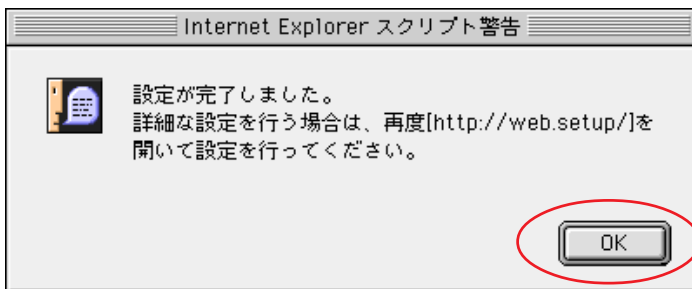 Internet Explorer スクリプト警告
設定が完了しました。
詳細な設定を行う場合は、再度[http://web.setup/]を
開いて設定を行ってください。
OK